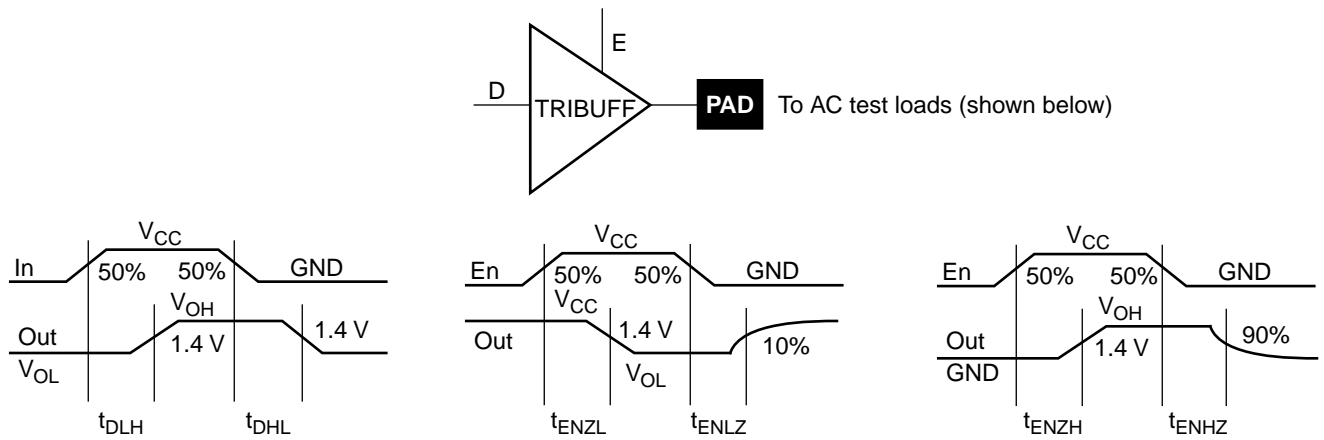 E
D
TRIBUFF
PAD
To AC test loads (shown below)
VCC
In
50%
50%
GND
VOH
Out
1.4 V
1.4 V
VOL
tDLH
tDHL
VCC
En
50%
50%
GND
VCC
Out
1.4 V
10%
VOL
tENZL
tENLZ
VCC
En
50%
50%
GND
VOH
Out
1.4 V
90%
GND
tENZH
tENHZ